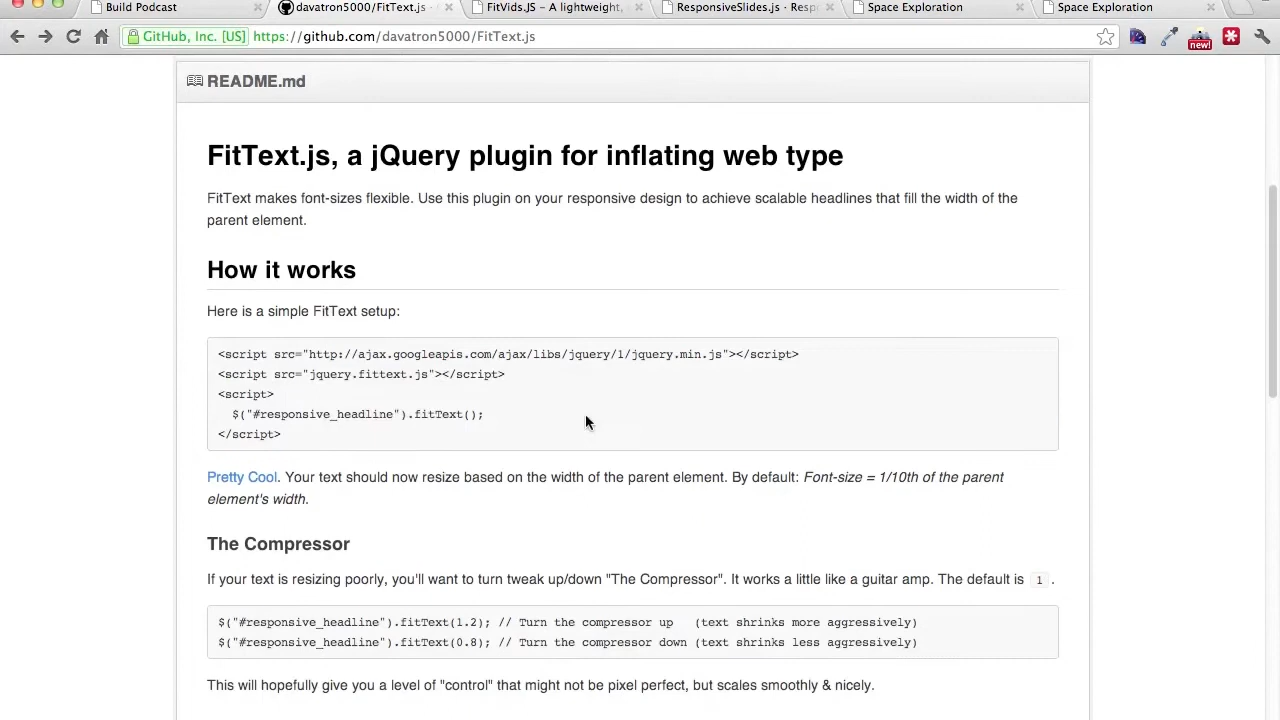 Build Podcast
davatron5000/FitText.js ·
FitVids.JS - A lightweight,
ResponsiveSlides.js · Resp
Space Exploration
Space Exploration
GitHub, Inc. [US] https://github.com/davatron5000/FitText.js
new!
README.md
FitText.js, a jQuery plugin for inflating web type
FitText makes font-sizes flexible. Use this plugin on your responsive design to achieve scalable headlines that fill the width of the
parent element.
How it works
Here is a simple FitText setup:
<script src="http://ajax.googleapis.com/ajax/libs/jquery/1/jquery.min.js"></script>
<script src="jquery.fittext.js"></script>
<script>
$("#responsive_headline").fitText();
</script>
Pretty Cool. Your text should now resize based on the width of the parent element. By default: Font-size = 1/10th of the parent
element's width.
The Compressor
If your text is resizing poorly, you'll want to turn tweak up/down "The Compressor". It works a little like a guitar amp. The default is 1 .
$("#responsive_headline").fitText(1.2); // Turn the compressor up   (text shrinks more aggressively)
$("#responsive_headline").fitText(0.8); // Turn the compressor down (text shrinks less aggressively)
This will hopefully give you a level of "control" that might not be pixel perfect, but scales smoothly & nicely.